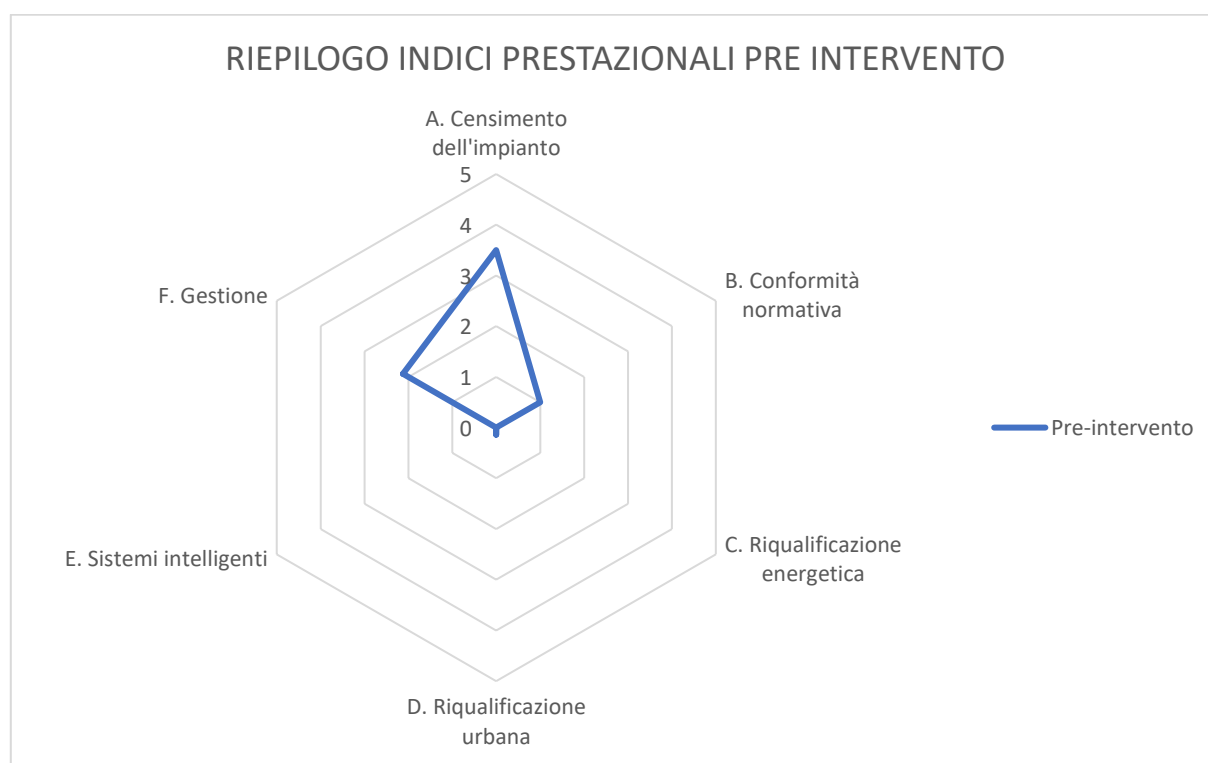 RIEPILOGO INDICI PRESTAZIONALI PRE INTERVENTO
A. Censimento
dell'impianto
5
4
3
2
1
0
B. Conformità
normativa
C. Riqualificazione
energetica
D. Riqualificazione
urbana
E. Sistemi intelligenti
F. Gestione
Pre-intervento